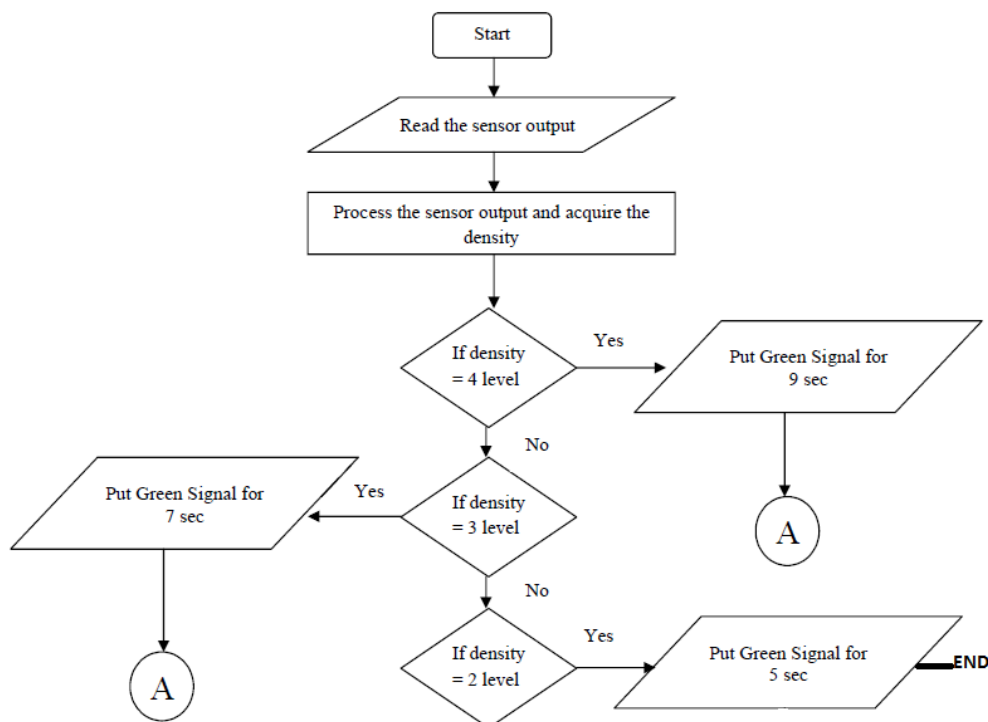 Start
Read the sensor output
Process the sensor output and acquire the
density
If density
= 4 level
Yes
Put Green Signal for
9 sec
No
A
If density
= 3 level
Yes
Put Green Signal for
7 sec
No
A
If density
= 2 level
Yes
Put Green Signal for
5 sec
END